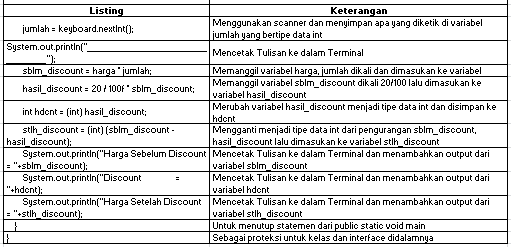 Listing Keterangan
jumlah = keyboard.nextInt(); Menggunakan scanner dan menyimpan apa yang diketik di variabel
jumlah yang bertipe data int
System.out.println("______________________ Mencetak Tulisan ke dalam Terminal
________");
sblm_discount = harga * jumlah; Memanggil variabel harga, jumlah dikali dan dimasukan ke variabel
hasil_discount = 20 / 100f * sblm_discount; Memanggil variabel sblm_discount dikali 20/100 lalu dimasukan ke
variabel hasil_discount
int hdcnt = (int) hasil_discount; Merubah variabel hasil_discount menjadi tipe data int dan disimpan ke
hdcnt
stlh_discount = (int) (sblm_discount - Mengganti menjadi tipe data int dari pengurangan sblm_discount,
hasil_discount); hasil_discount lalu dimasukan ke variabel stlh_discount
System.out.println("Harga Sebelum Discount Mencetak Tulisan ke dalam Terminal dan menambahkan output dari
= "+sblm_discount); variabel sblm_discount
System.out.println("Discount = Mencetak Tulisan ke dalam Terminal dan menambahkan output dari
"+hdcnt); variabel hdcnt
System.out.println("Harga Setelah Discount Mencetak Tulisan ke dalam Terminal dan menambahkan output dari
= "+stlh_discount); variabel stlh_discount
} Untuk menutup statemen dari public static void main
} Sebagai proteksi untuk kelas dan interface didalamnya